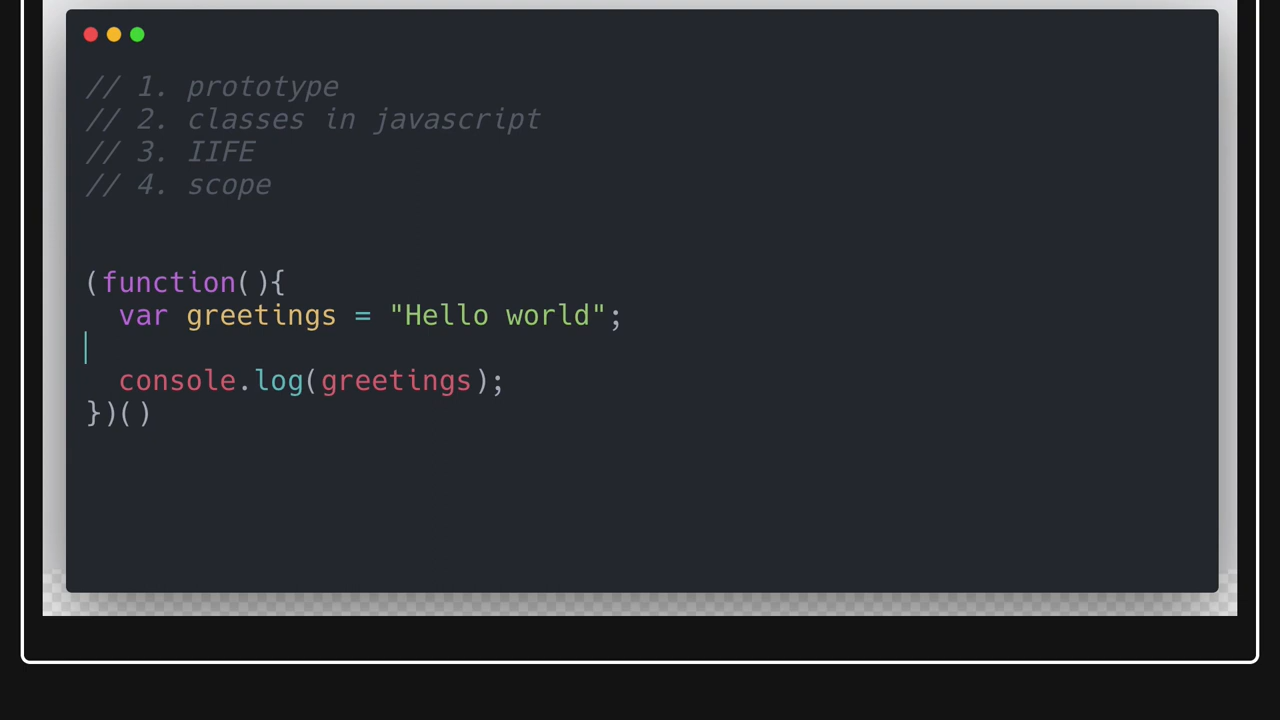 // 1. prototype
// 2. classes in javascript
// 3. IIFE
// 4. scope
(function(){
  var greetings = "Hello world";
  console.log(greetings);
})()